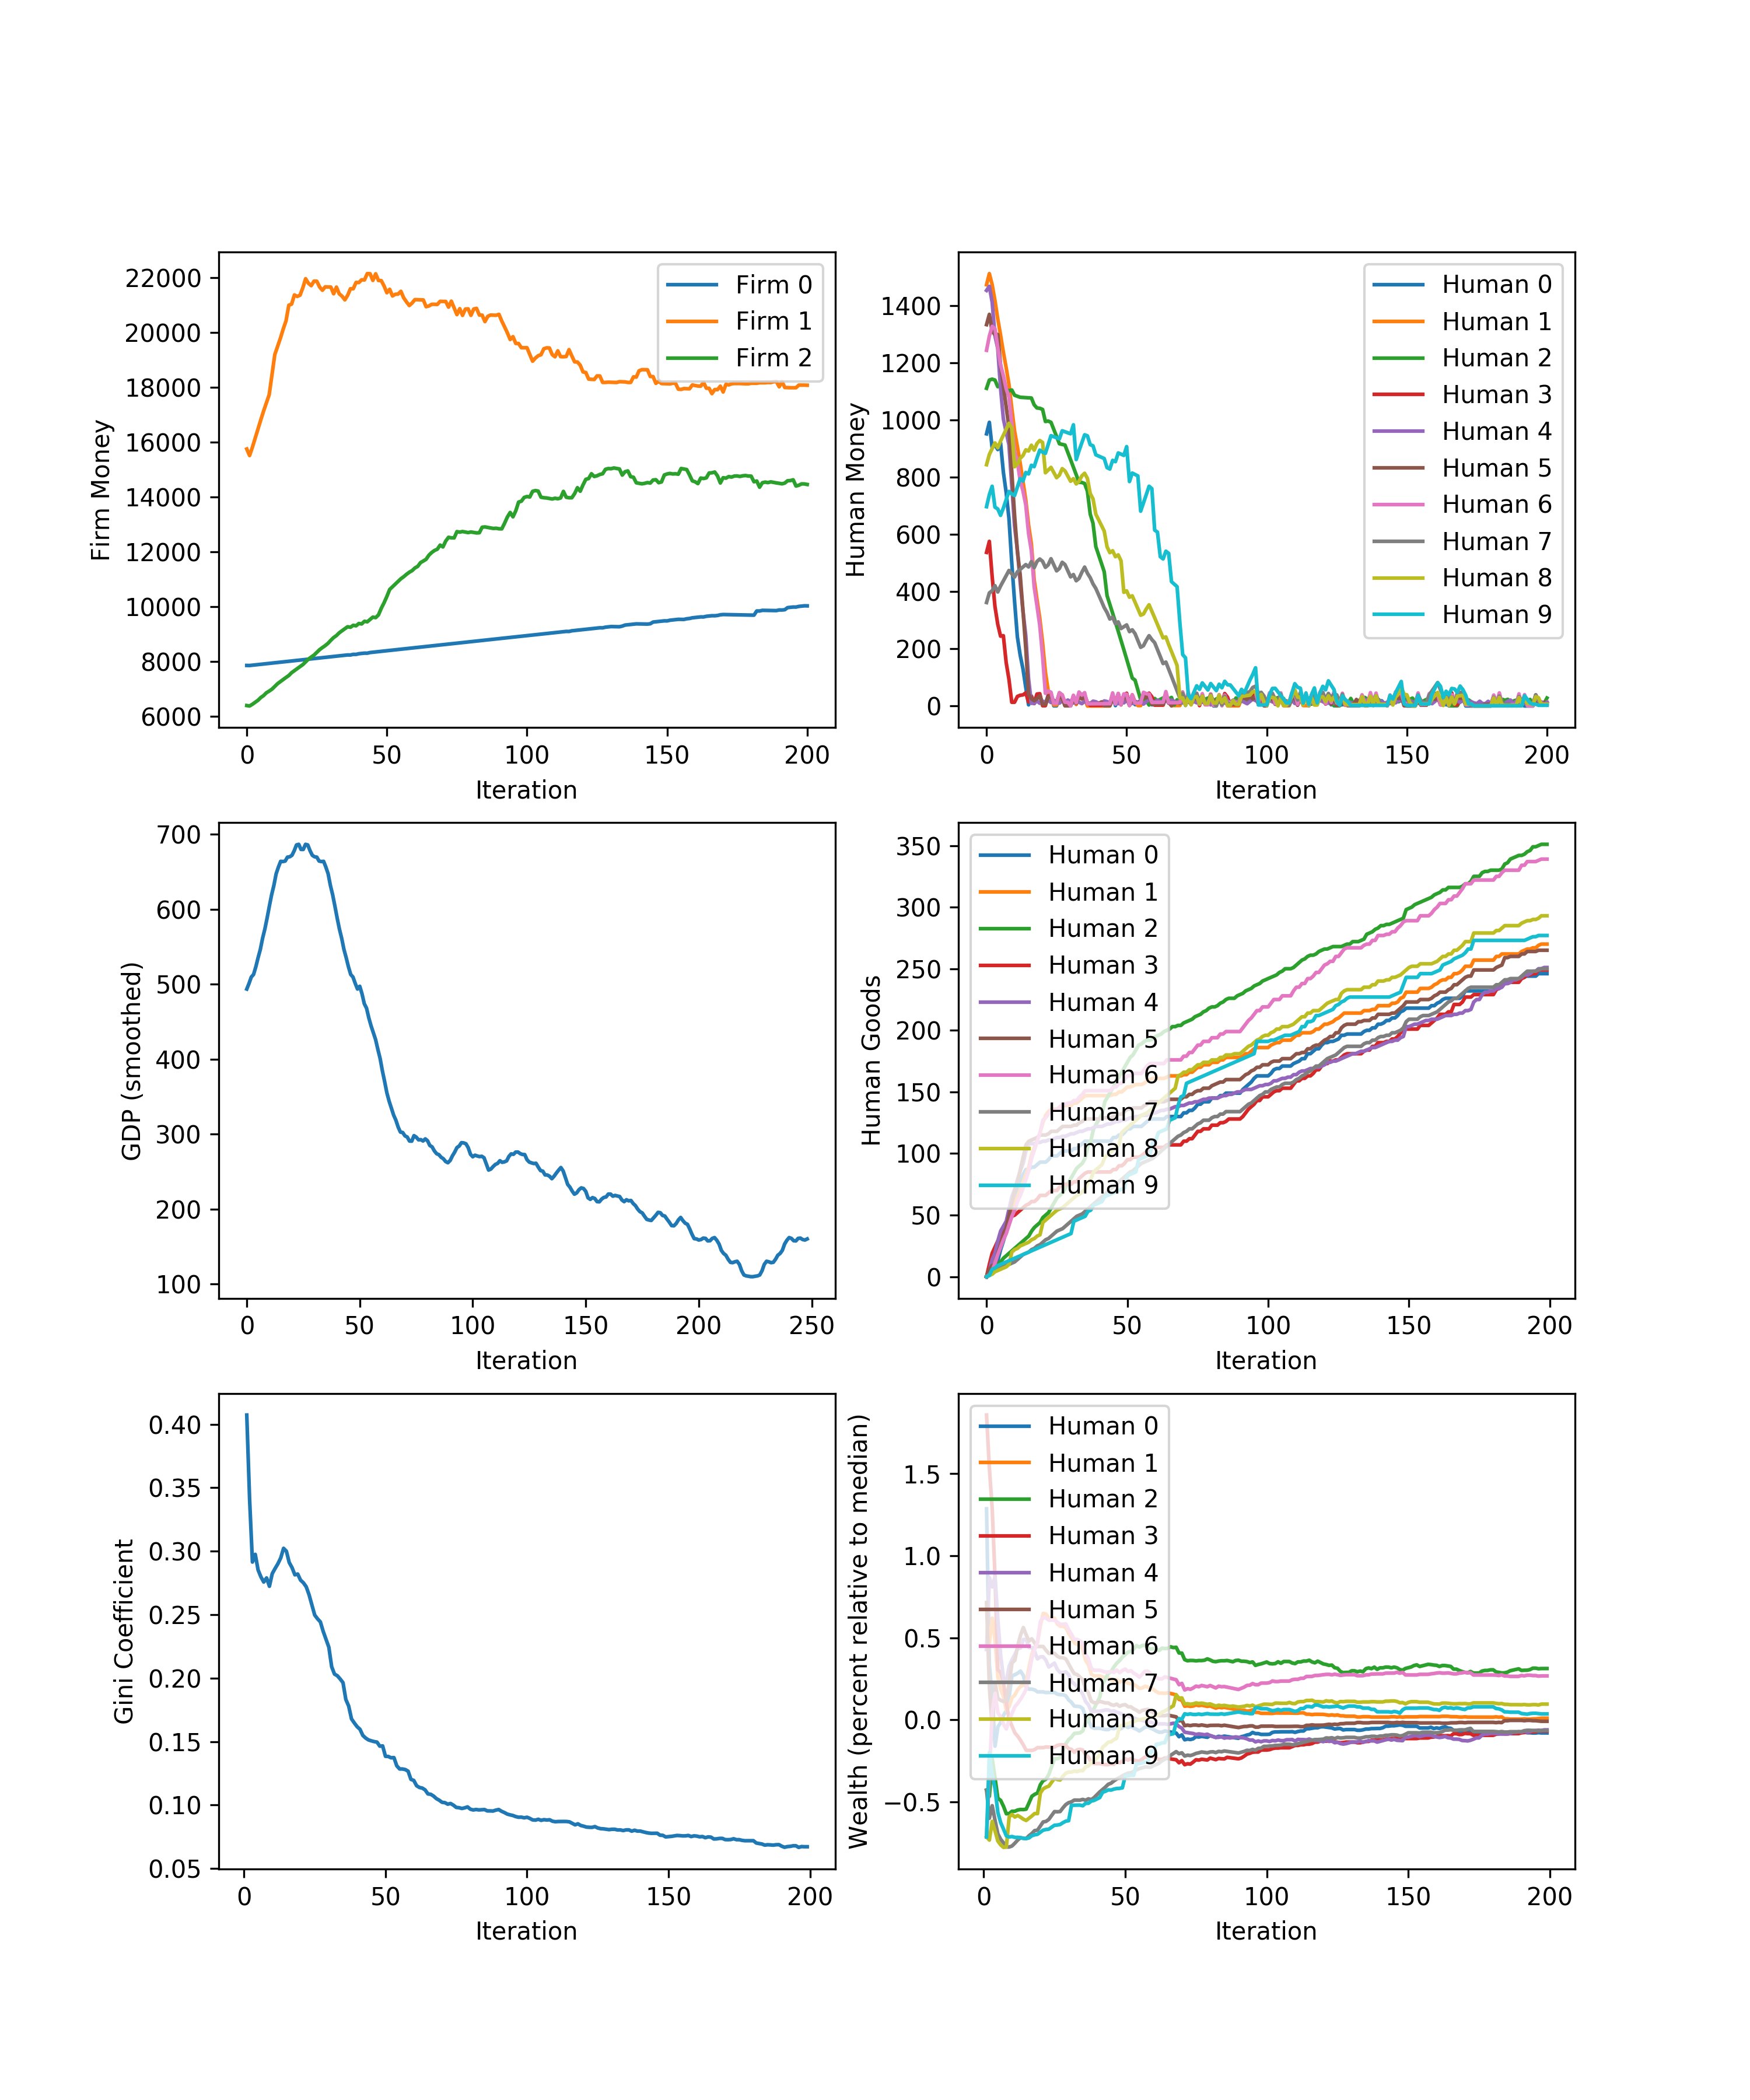 Firm Money
22000
20000
18000
16000
14000
12000
10000
8000
6000
0 50 100 150 200
Iteration
Firm 0
Firm 1
Firm 2
Human Money
1400
1200
1000
800
600
400
200
0
0 50 100 150 200
Iteration
Human 0
Human 1
Human 2
Human 3
Human 4
Human 5
Human 6
Human 7
Human 8
Human 9
GDP (smoothed)
700
600
500
400
300
200
100
0 50 100 150 200 250
Iteration
Human Goods
350
300
250
200
150
100
50
0
0 50 100 150 200
Iteration
Human 0
Human 1
Human 2
Human 3
Human 4
Human 5
Human 6
Human 7
Human 8
Human 9
Gini Coefficient
0.40
0.35
0.30
0.25
0.20
0.15
0.10
0.05
0 50 100 150 200
Iteration
Wealth (percent relative to median)
1.5
1.0
0.5
0.0
−0.5
0 50 100 150 200
Iteration
Human 0
Human 1
Human 2
Human 3
Human 4
Human 5
Human 6
Human 7
Human 8
Human 9